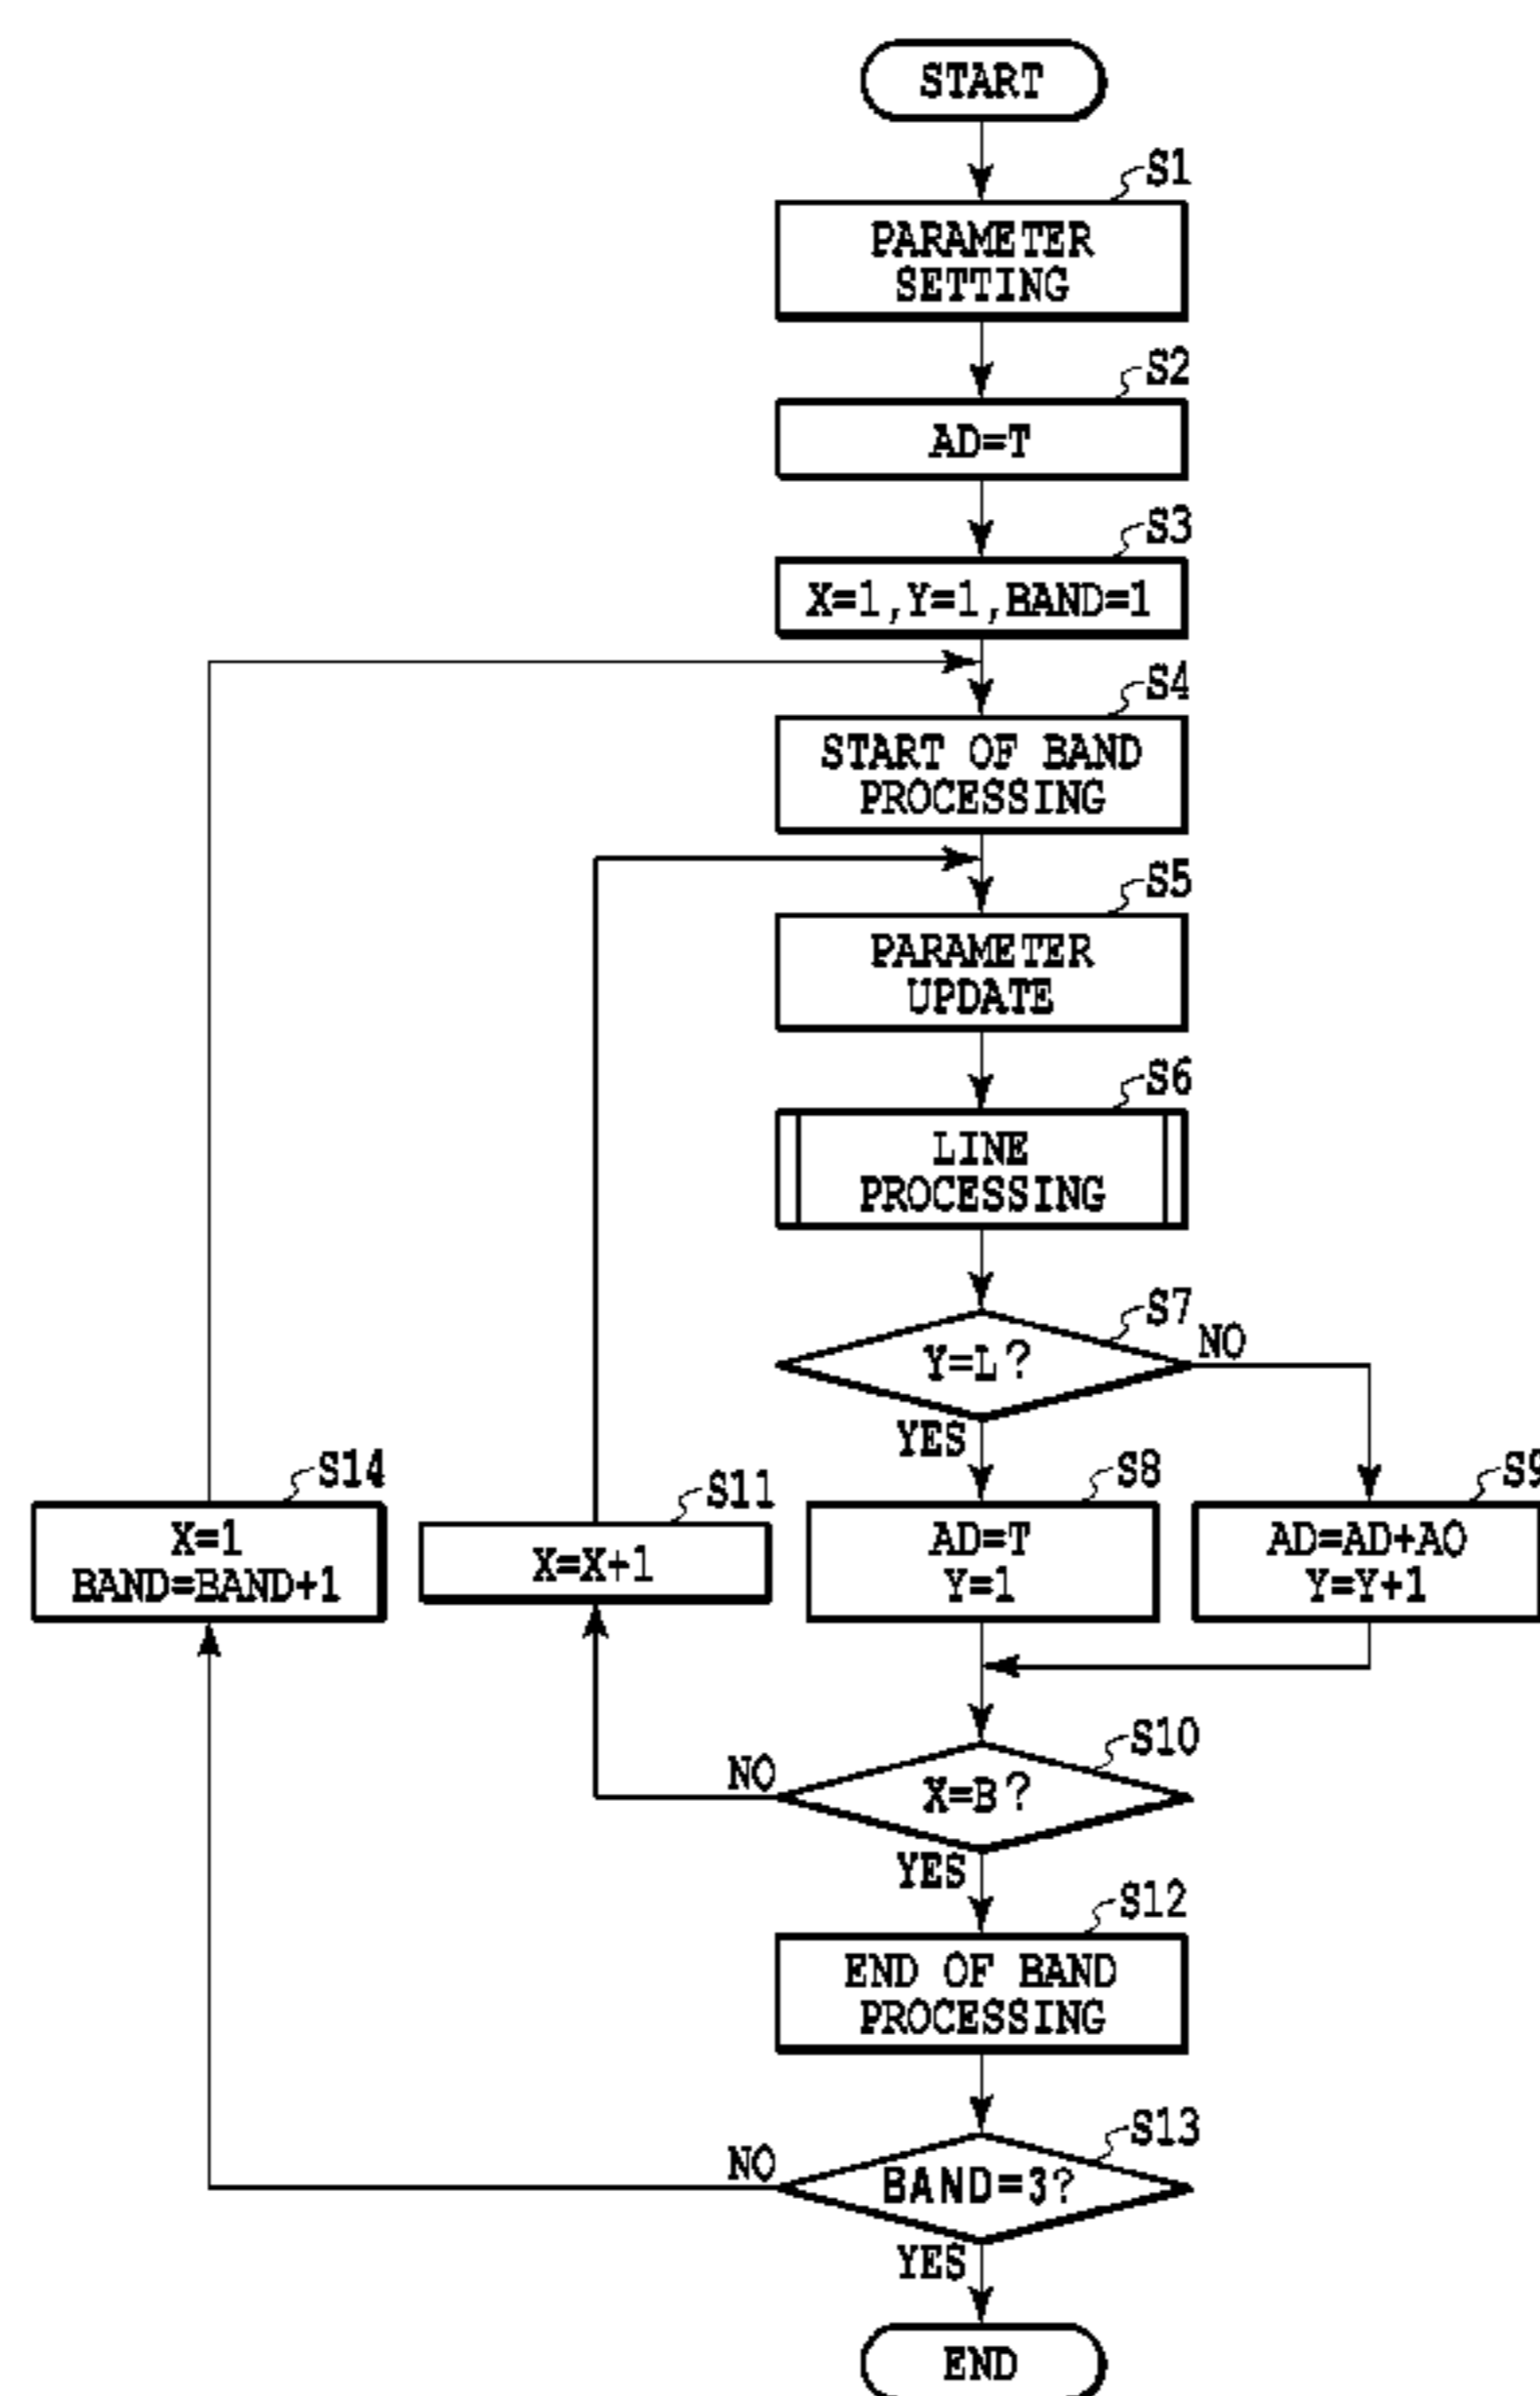 START
S1
PARAMETER
SETTING
S2
AD=T
S3
X=1,Y=1,BAND=1
S4
START OF BAND
PROCESSING
S5
PARAMETER
UPDATE
S6
LINE
PROCESSING
S7
Y=L?
NO
YES
S14
X=1
BAND=BAND+1
S11
X=X+1
S8
AD=T
Y=1
S9
AD=AD+AO
Y=Y+1
S10
X=B?
NO
YES
S12
END OF BAND
PROCESSING
S13
BAND=3?
NO
YES
END